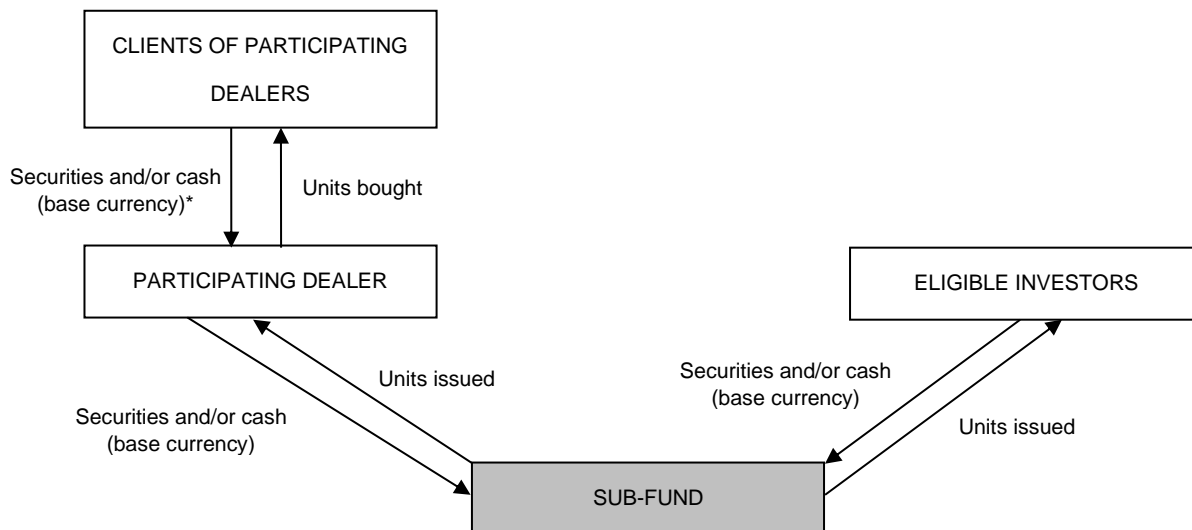 CLIENTS OF PARTICIPATING
DEALERS
Securities and/or cash
(base currency)*
Units bought
PARTICIPATING DEALER
ELIGIBLE INVESTORS
Units issued
Securities and/or cash
(base currency)
Securities and/or cash
(base currency)
Units issued
SUB-FUND